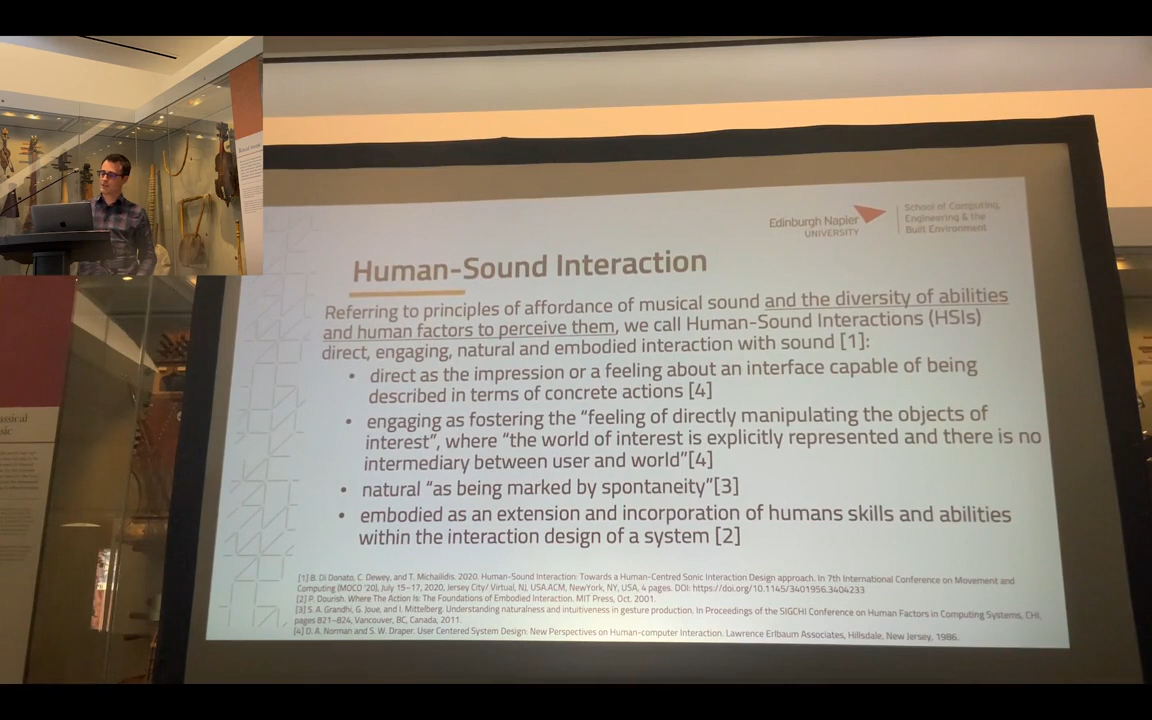 Edinburgh Napier
UNIVERSITY
School of Computing,
Engineering & the
Built Environment
Human-Sound Interaction
Referring to principles of affordance of musical sound and the diversity of abilities
and human factors to perceive them, we call Human-Sound Interactions (HSIs)
direct, engaging, natural and embodied interaction with sound [1]:
• direct as the impression or a feeling about an interface capable of being
described in terms of concrete actions [4]
• engaging as fostering the “feeling of directly manipulating the objects of
interest”, where “the world of interest is explicitly represented and there is no
intermediary between user and world”[4]
• natural “as being marked by spontaneity”[3]
• embodied as an extension and incorporation of humans skills and abilities
within the interaction design of a system [2]
[1] B. Di Donato, C. Dewey, and T. Michailidis. 2020. Human-Sound Interaction: Towards a Human-Centred Sonic Interaction Design approach. In 7th International Conference on Movement and
Computing (MOCO '20), July 15–17, 2020, Jersey City/ Virtual, NJ, USA.ACM, NewYork, NY, USA, 4 pages. DOI: https://doi.org/10.1145/3401956.3404233
[2] P. Dourish. Where The Action Is: The Foundations of Embodied Interaction. MIT Press, Oct. 2001.
[3] S. A. Grandhi, G. Joue, and I. Mittelberg. Understanding naturalness and intuitiveness in gesture production. In Proceedings of the SIGCHI Conference on Human Factors in Computing Systems, CHI,
pages 821–824, Vancouver, BC, Canada, 2011.
[4] D. A. Norman and S. W. Draper. User Centered System Design: New Perspectives on Human-computer Interaction. Lawrence Erlbaum Associates, Hillsdale, New Jersey, 1986.